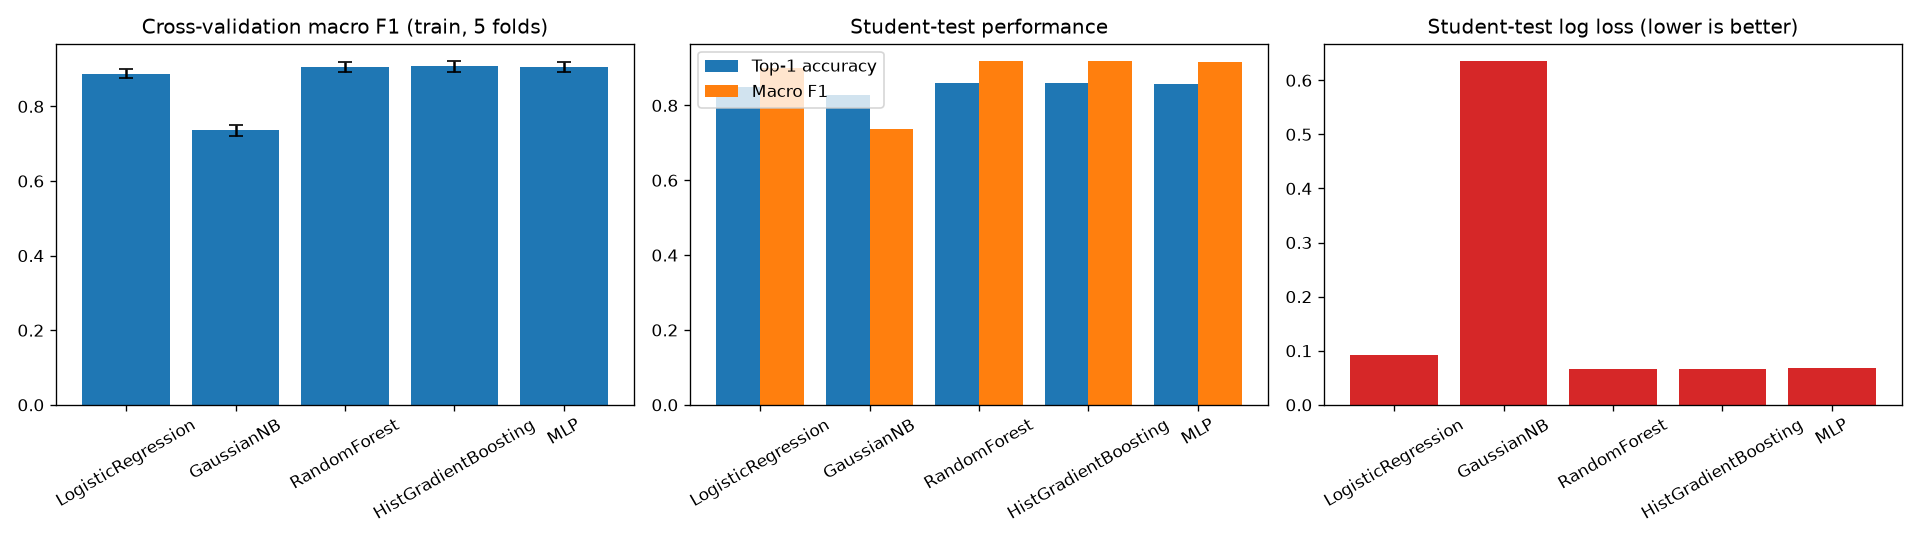 Cross-validation macro F1 (train, 5 folds)
0.8
0.6
0.4
0.2
0.0
LogisticRegression
GaussianNB
RandomForest
HistGradientBoosting
MLP
Student-test performance
Top-1 accuracy
Macro F1
0.8
0.6
0.4
0.2
0.0
LogisticRegression
GaussianNB
RandomForest
HistGradientBoosting
MLP
Student-test log loss (lower is better)
0.6
0.5
0.4
0.3
0.2
0.1
0.0
LogisticRegression
GaussianNB
RandomForest
HistGradientBoosting
MLP